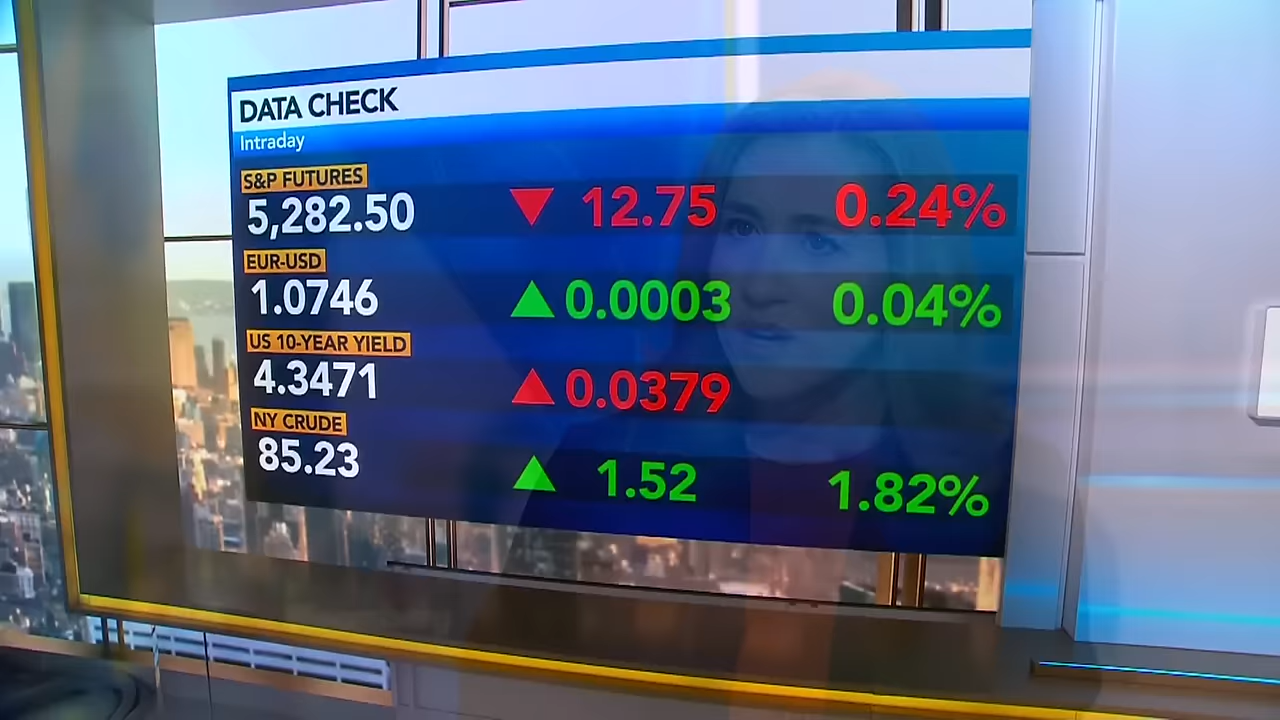 DATA CHECK
Intraday
S&P FUTURES
5,282.50 ▼ 12.75 0.24%
EUR-USD
1.0746 ▲ 0.0003 0.04%
US 10-YEAR YIELD
4.3471 ▲ 0.0379
NY CRUDE
85.23 ▲ 1.52 1.82%